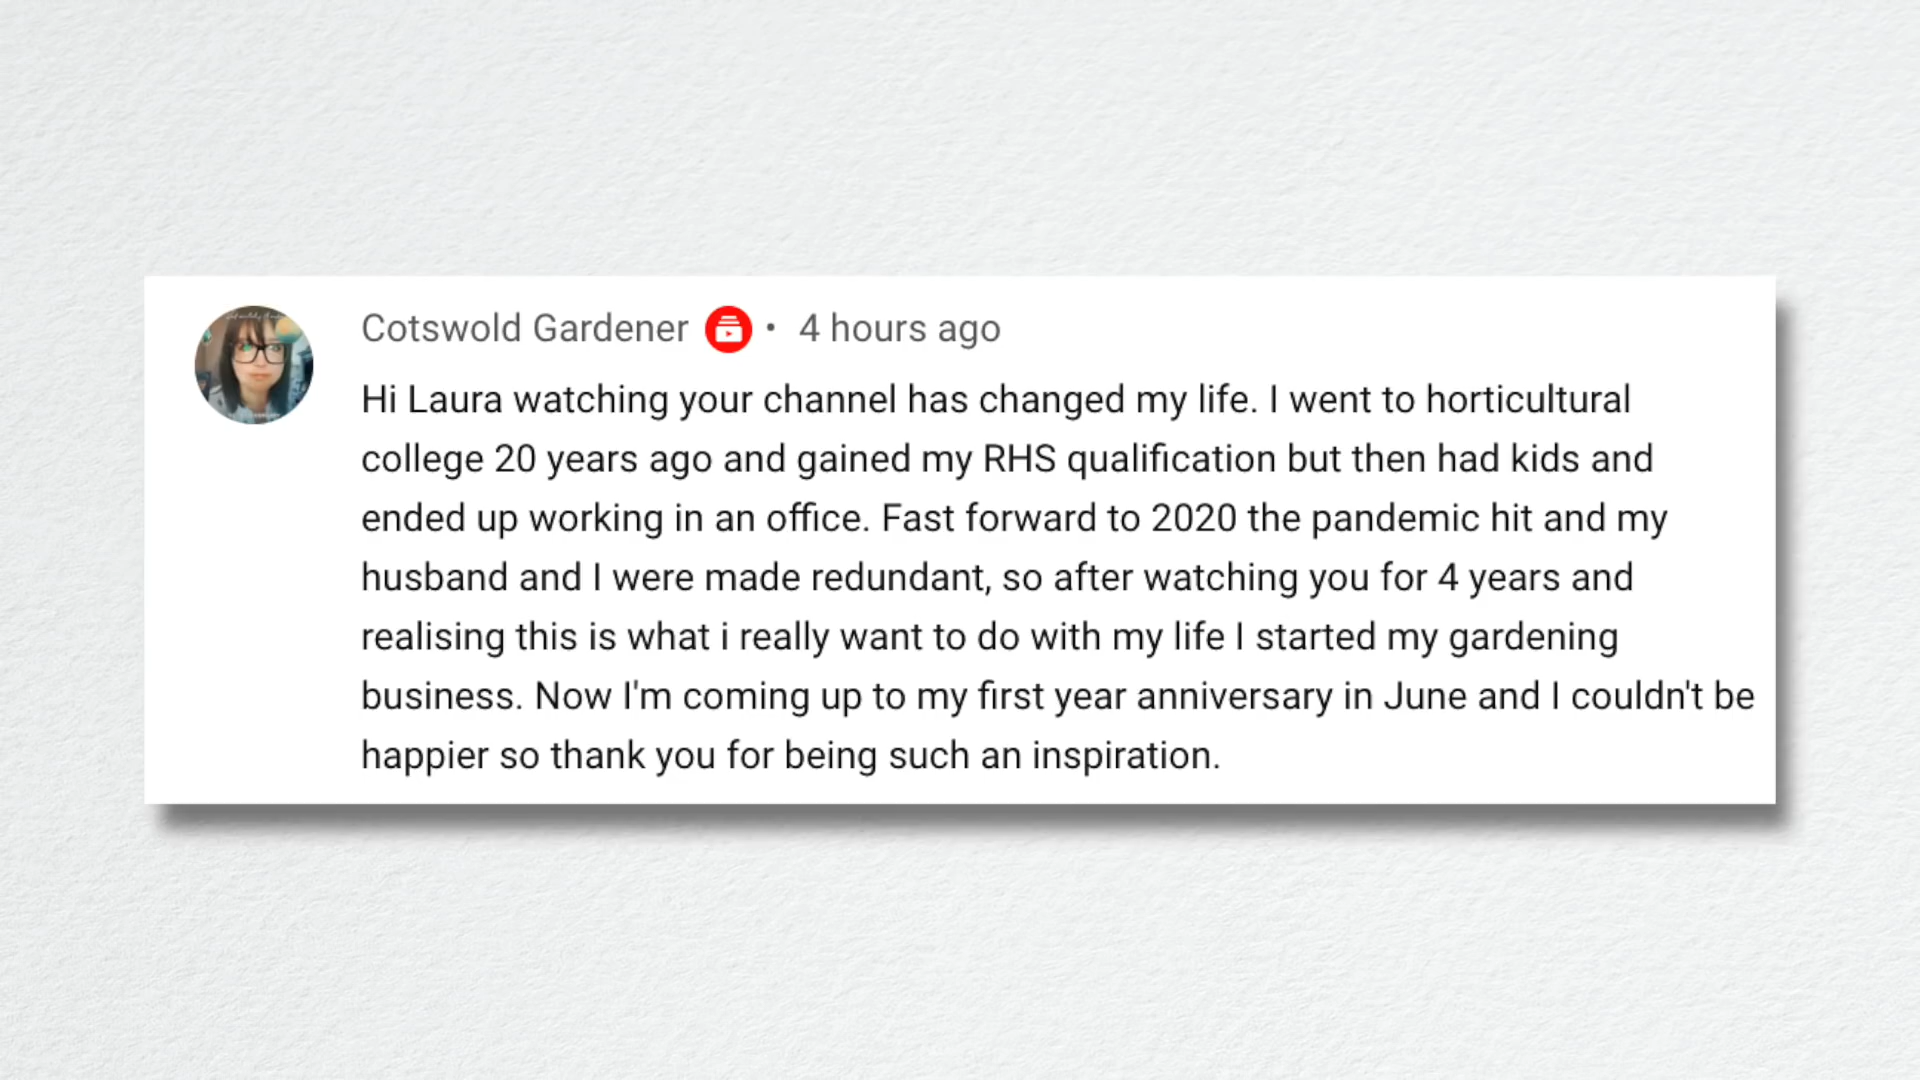 Cotswold Gardener • 4 hours ago
Hi Laura watching your channel has changed my life. I went to horticultural
college 20 years ago and gained my RHS qualification but then had kids and
ended up working in an office. Fast forward to 2020 the pandemic hit and my
husband and I were made redundant, so after watching you for 4 years and
realising this is what i really want to do with my life I started my gardening
business. Now I'm coming up to my first year anniversary in June and I couldn't be
happier so thank you for being such an inspiration.